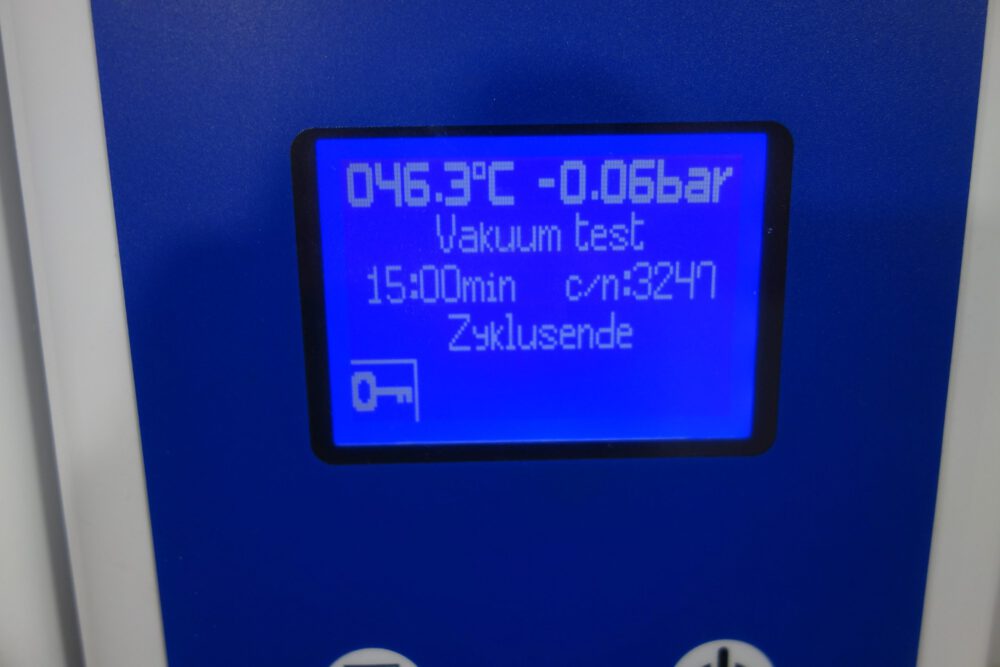 046.3°C -0.06bar
Vakuum test
15:00min c/n:3247
Zyklusende